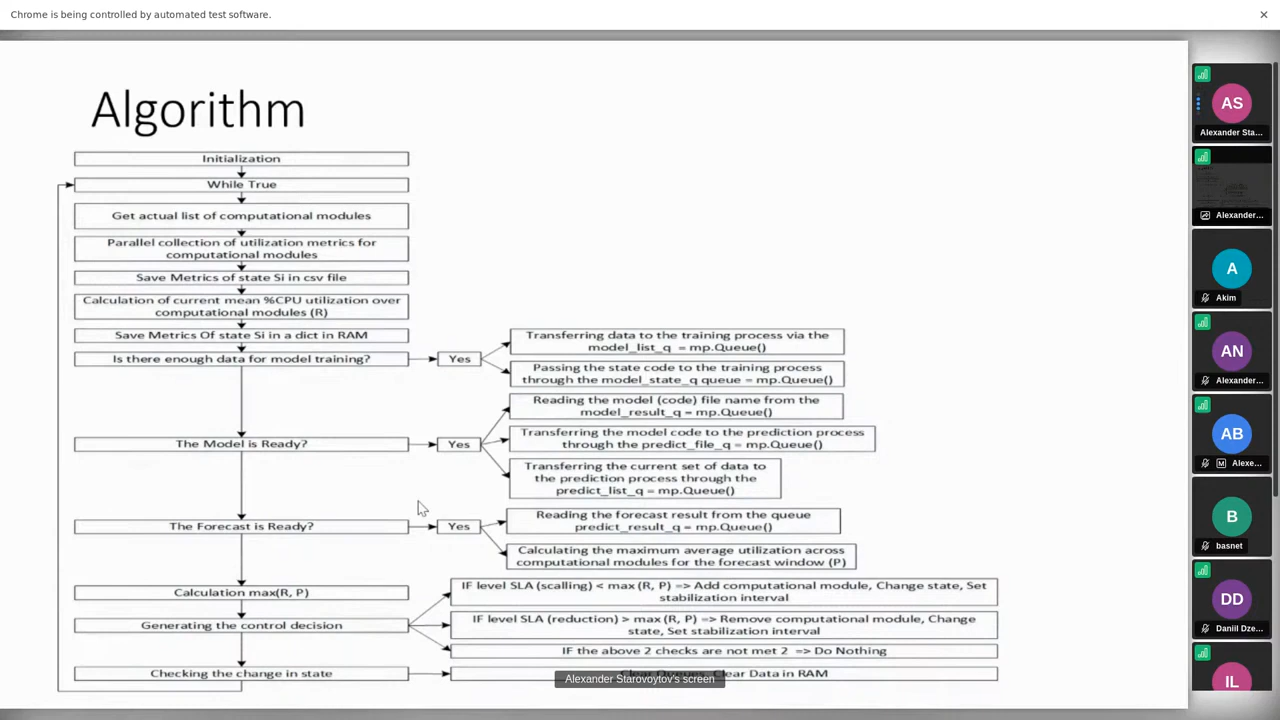 Chrome is being controlled by automated test software.
Algorithm
Initialization
While True
Get actual list of computational modules
Parallel collection of utilization metrics for
computational modules
Save Metrics of state Si in csv file
Calculation of current mean %CPU utilization over
computational modules (R)
Save Metrics Of state Si in a dict in RAM
Is there enough data for model training?
Yes
Transferring data to the training process via the
model_list_q = mp.Queue()
Passing the state code to the training process
through the model_state_q queue = mp.Queue()
The Model is Ready?
Yes
Reading the model (code) file name from the
model_result_q = mp.Queue()
Transferring the model code to the prediction process
through the predict_file_q = mp.Queue()
Transferring the current set of data to
the prediction process through the
predict_list_q = mp.Queue()
The Forecast is Ready?
Yes
Reading the forecast result from the queue
predict_result_q = mp.Queue()
Calculating the maximum average utilization across
computational modules for the forecast window (P)
Calculation max(R, P)
Generating the control decision
IF level SLA (scalling) < max (R, P) => Add computational module, Change state, Set
stabilization interval
IF level SLA (reduction) > max (R, P) => Remove computational module, Change
state, Set stabilization interval
IF the above 2 checks are not met 2 => Do Nothing
Checking the change in state
Clear Queues, Clear Data in RAM
Alexander Starovoytov's screen
AS
Alexander Sta...
Alexander...
A
Akim
AN
Alexander...
AB
M
Alexe...
B
basnet
DD
Daniil Dze...
IL